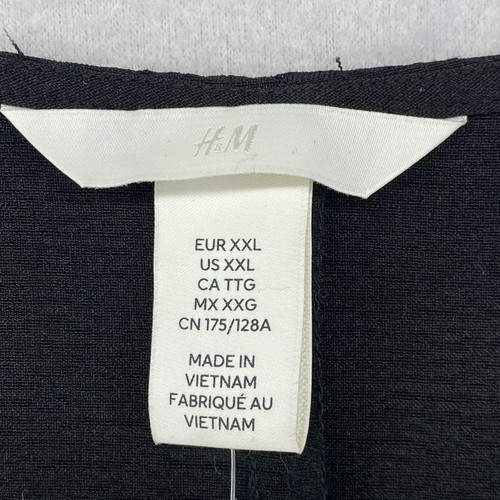 H&M
EUR XXL
US XXL
CA TTG
MX XXG
CN 175/128A
MADE IN
VIETNAM
FABRIQUÉ AU
VIETNAM